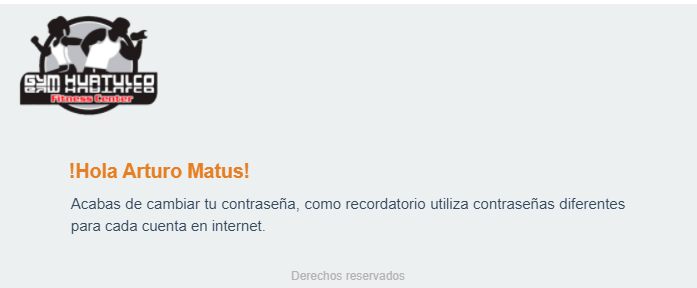 GYM HUATULCO
Fitness Center
!Hola Arturo Matus!
Acabas de cambiar tu contraseña, como recordatorio utiliza contraseñas diferentes
para cada cuenta en internet.
Derechos reservados